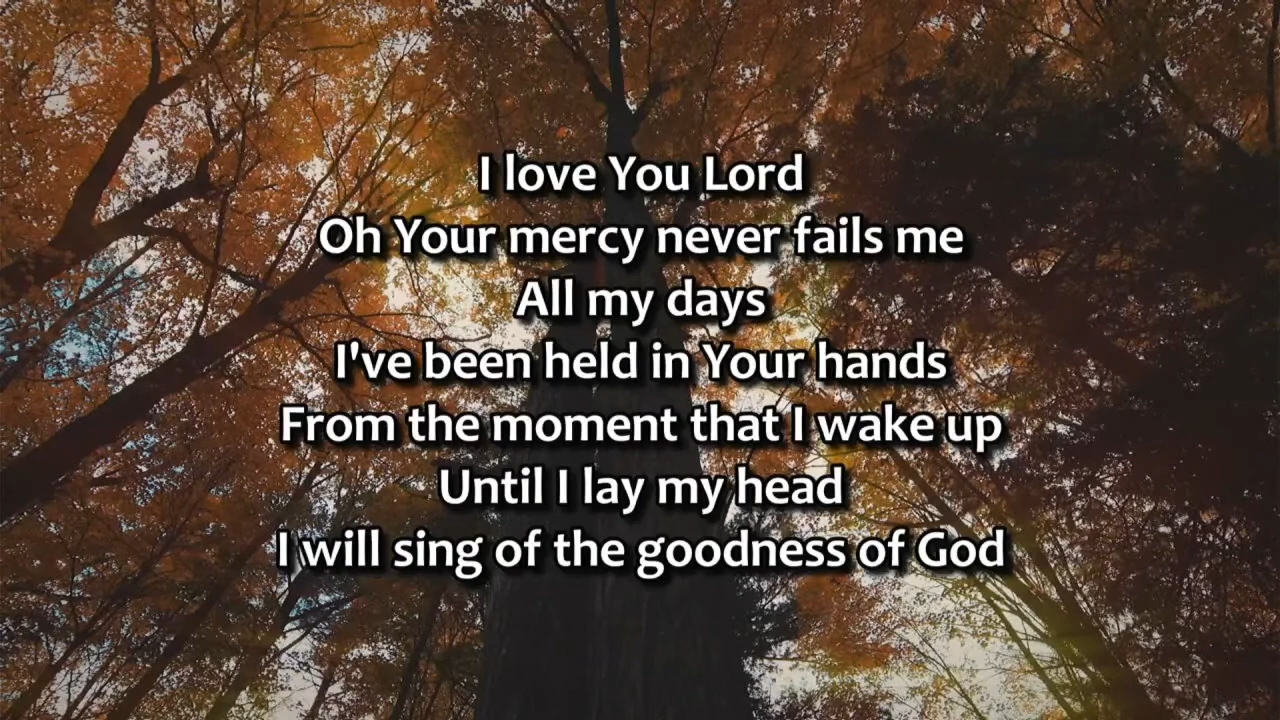 I love You Lord
Oh Your mercy never fails me
All my days
I've been held in Your hands
From the moment that I wake up
Until I lay my head
I will sing of the goodness of God